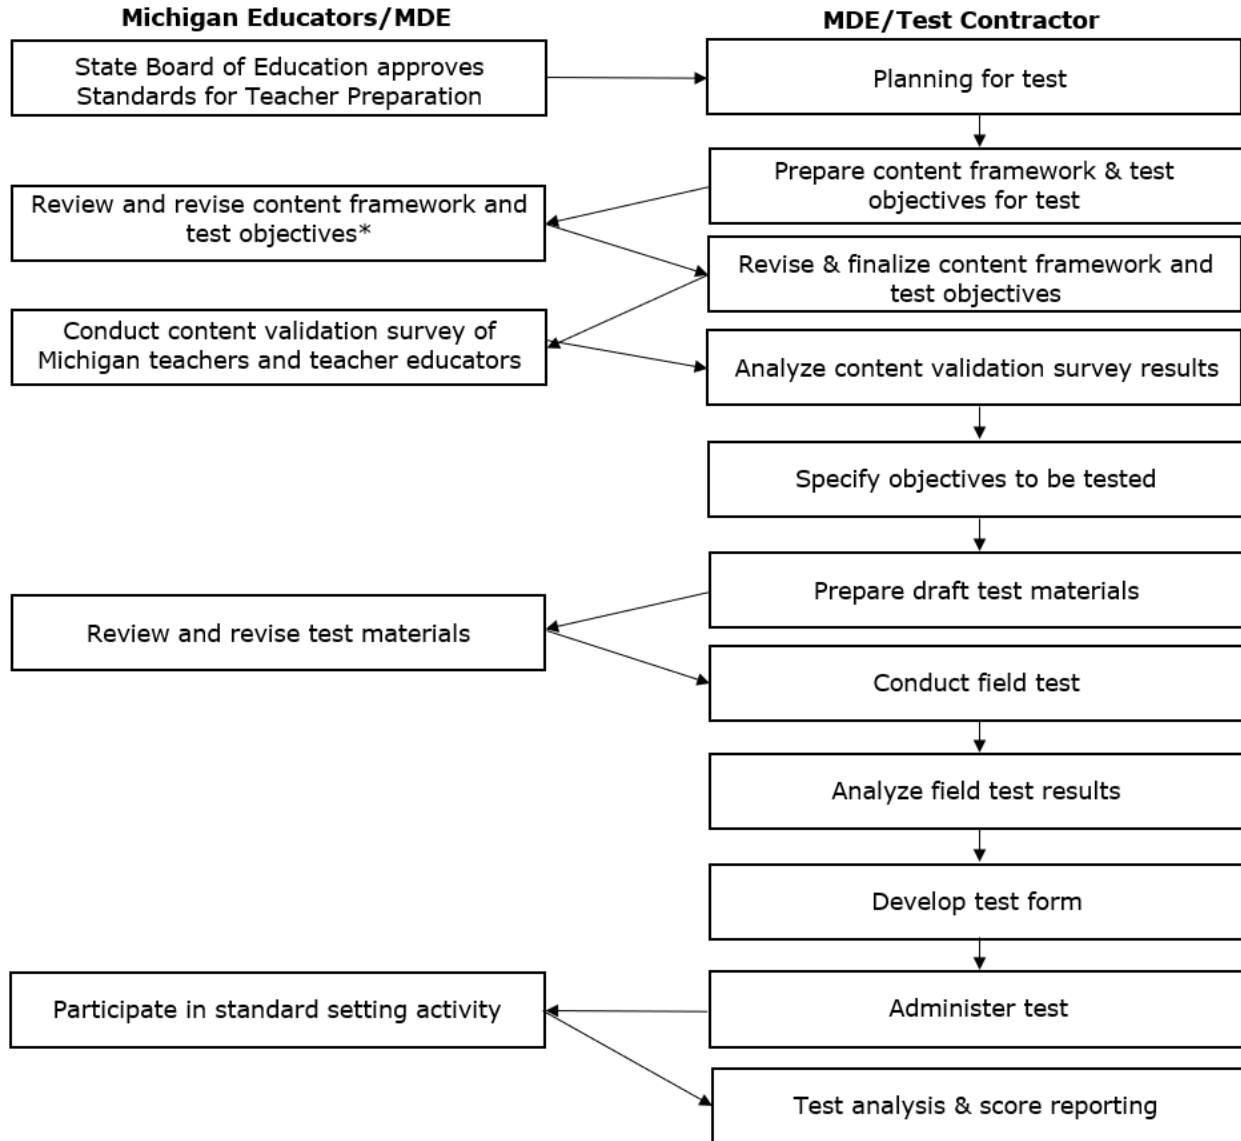 Michigan Educators/MDE
MDE/Test Contractor
State Board of Education approves
Standards for Teacher Preparation
Planning for test
Prepare content framework & test
objectives for test
Review and revise content framework and
test objectives*
Revise & finalize content framework and
test objectives
Conduct content validation survey of
Michigan teachers and teacher educators
Analyze content validation survey results
Specify objectives to be tested
Prepare draft test materials
Review and revise test materials
Conduct field test
Analyze field test results
Develop test form
Administer test
Participate in standard setting activity
Test analysis & score reporting